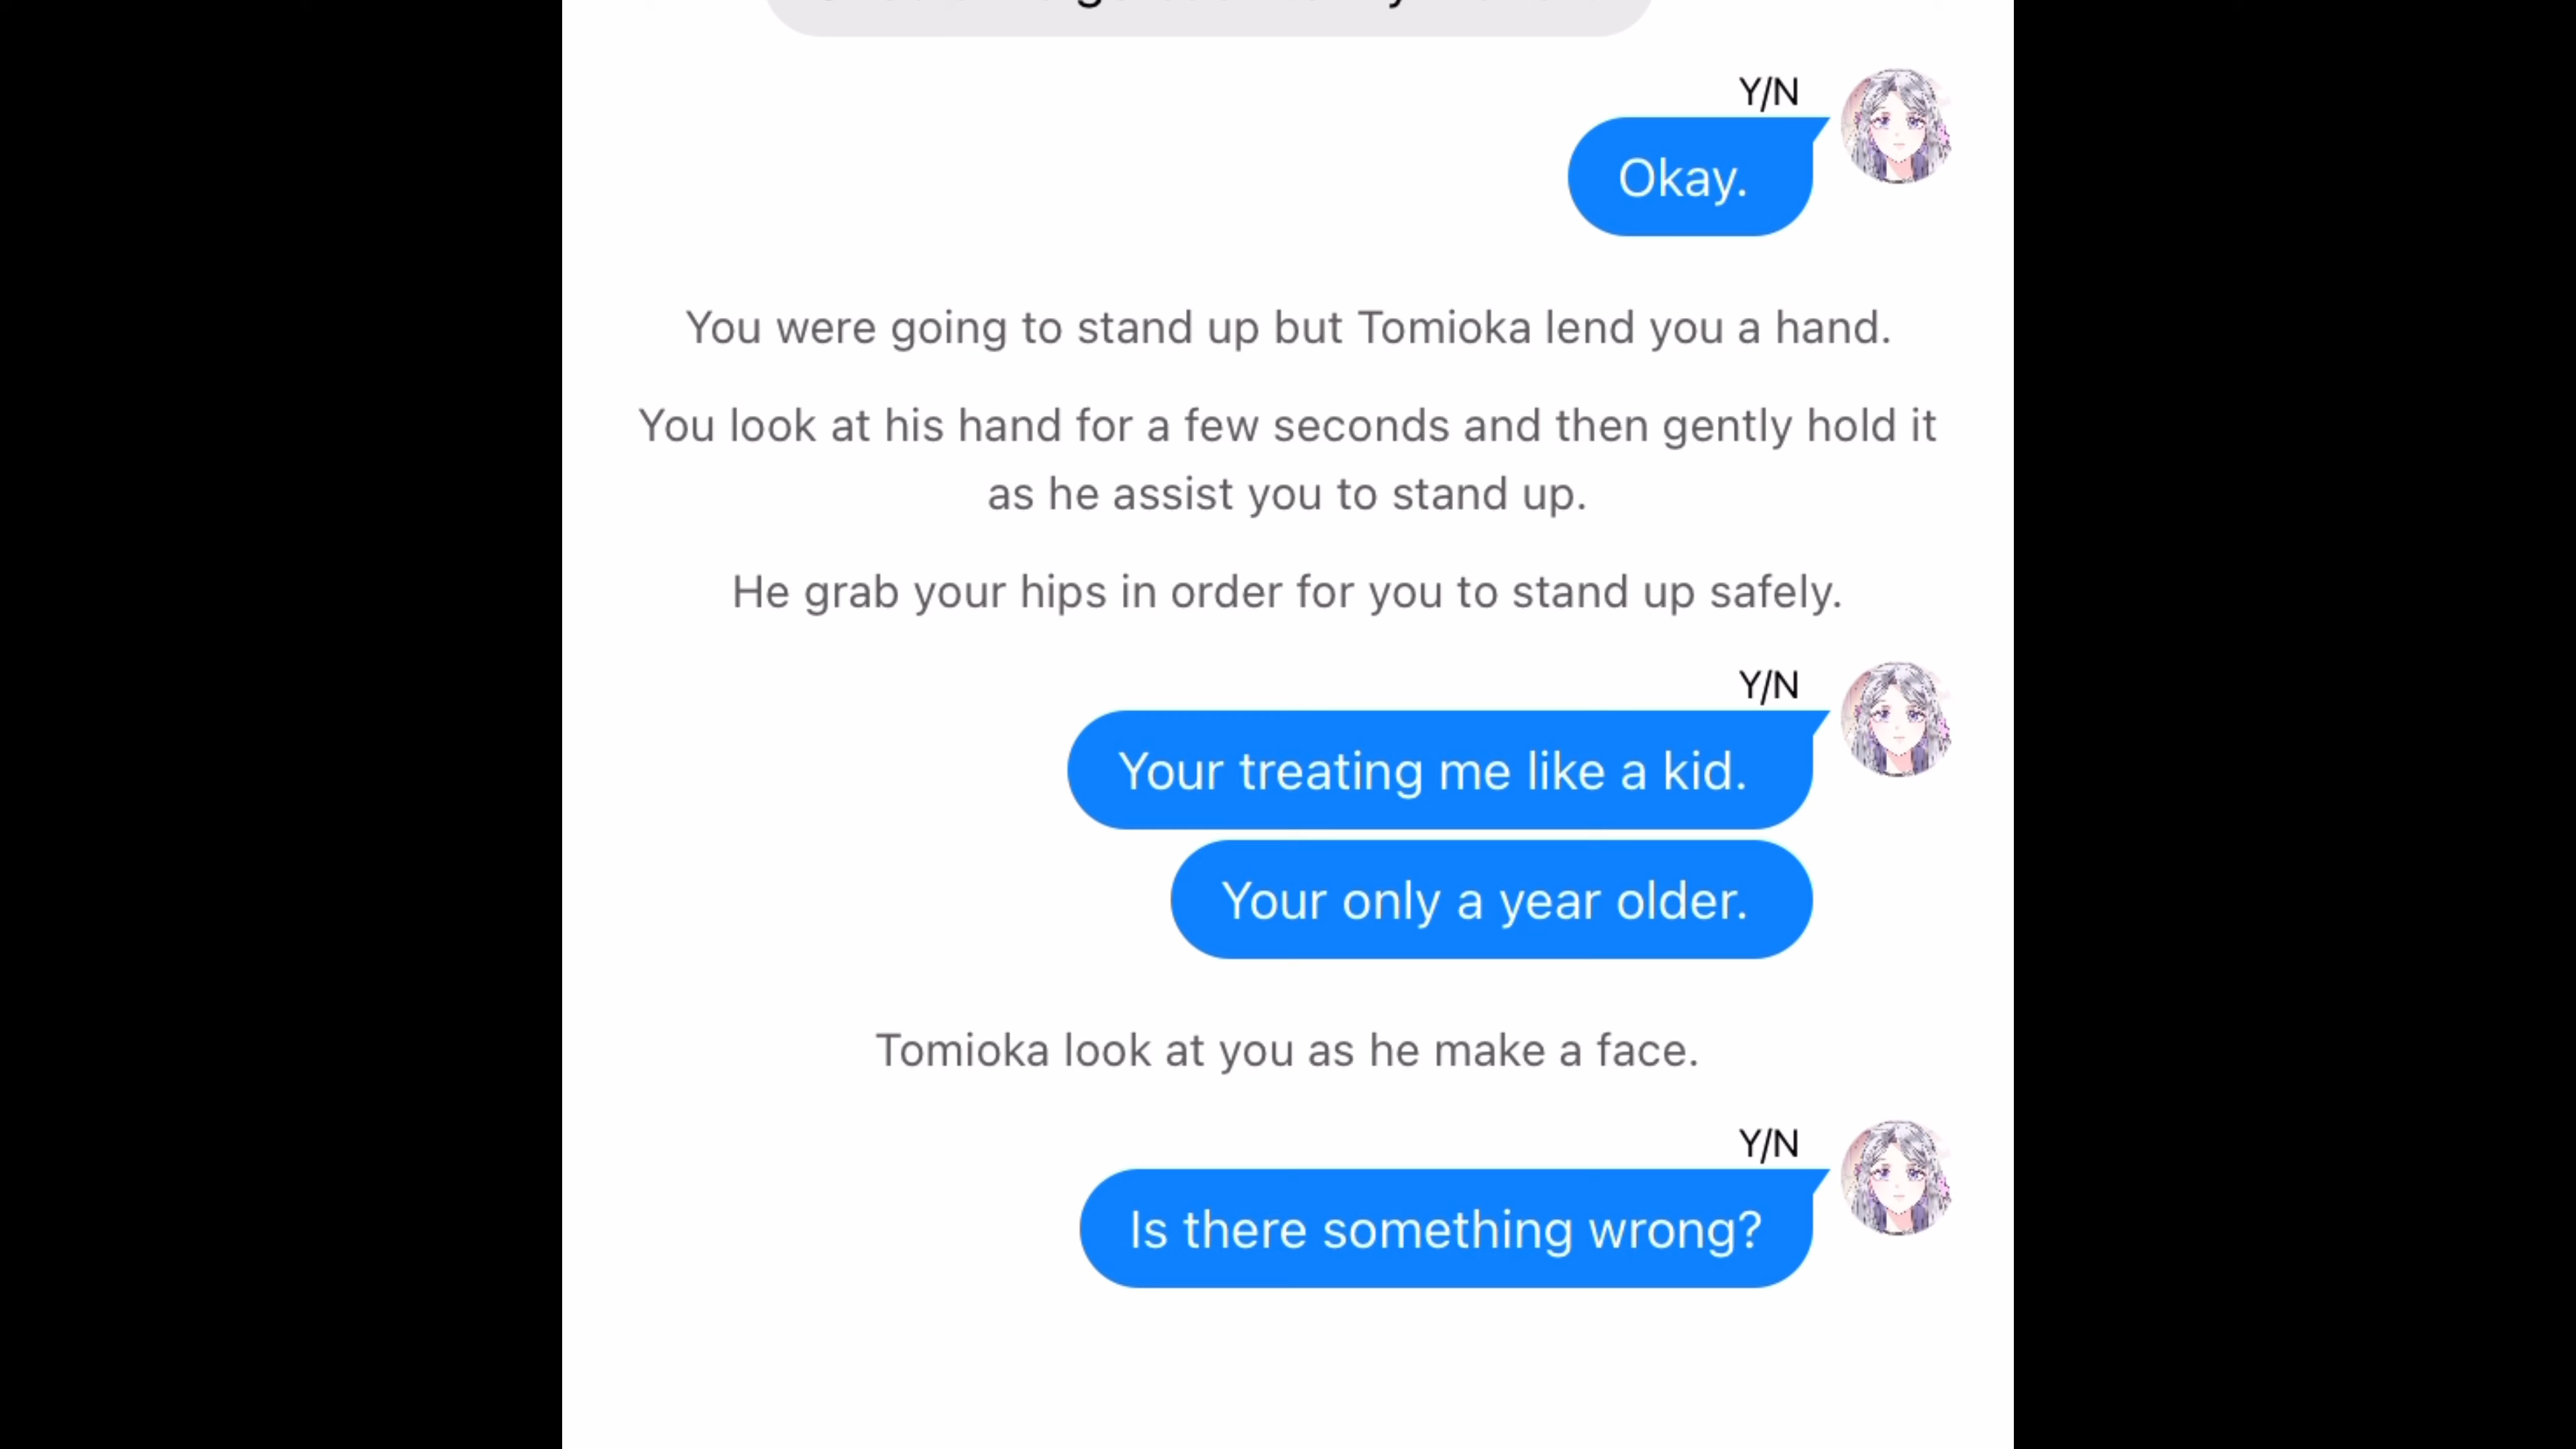 Y/N
Okay.
You were going to stand up but Tomioka lend you a hand.
You look at his hand for a few seconds and then gently hold it
as he assist you to stand up.
He grab your hips in order for you to stand up safely.
Y/N
Your treating me like a kid.
Your only a year older.
Tomioka look at you as he make a face.
Y/N
Is there something wrong?